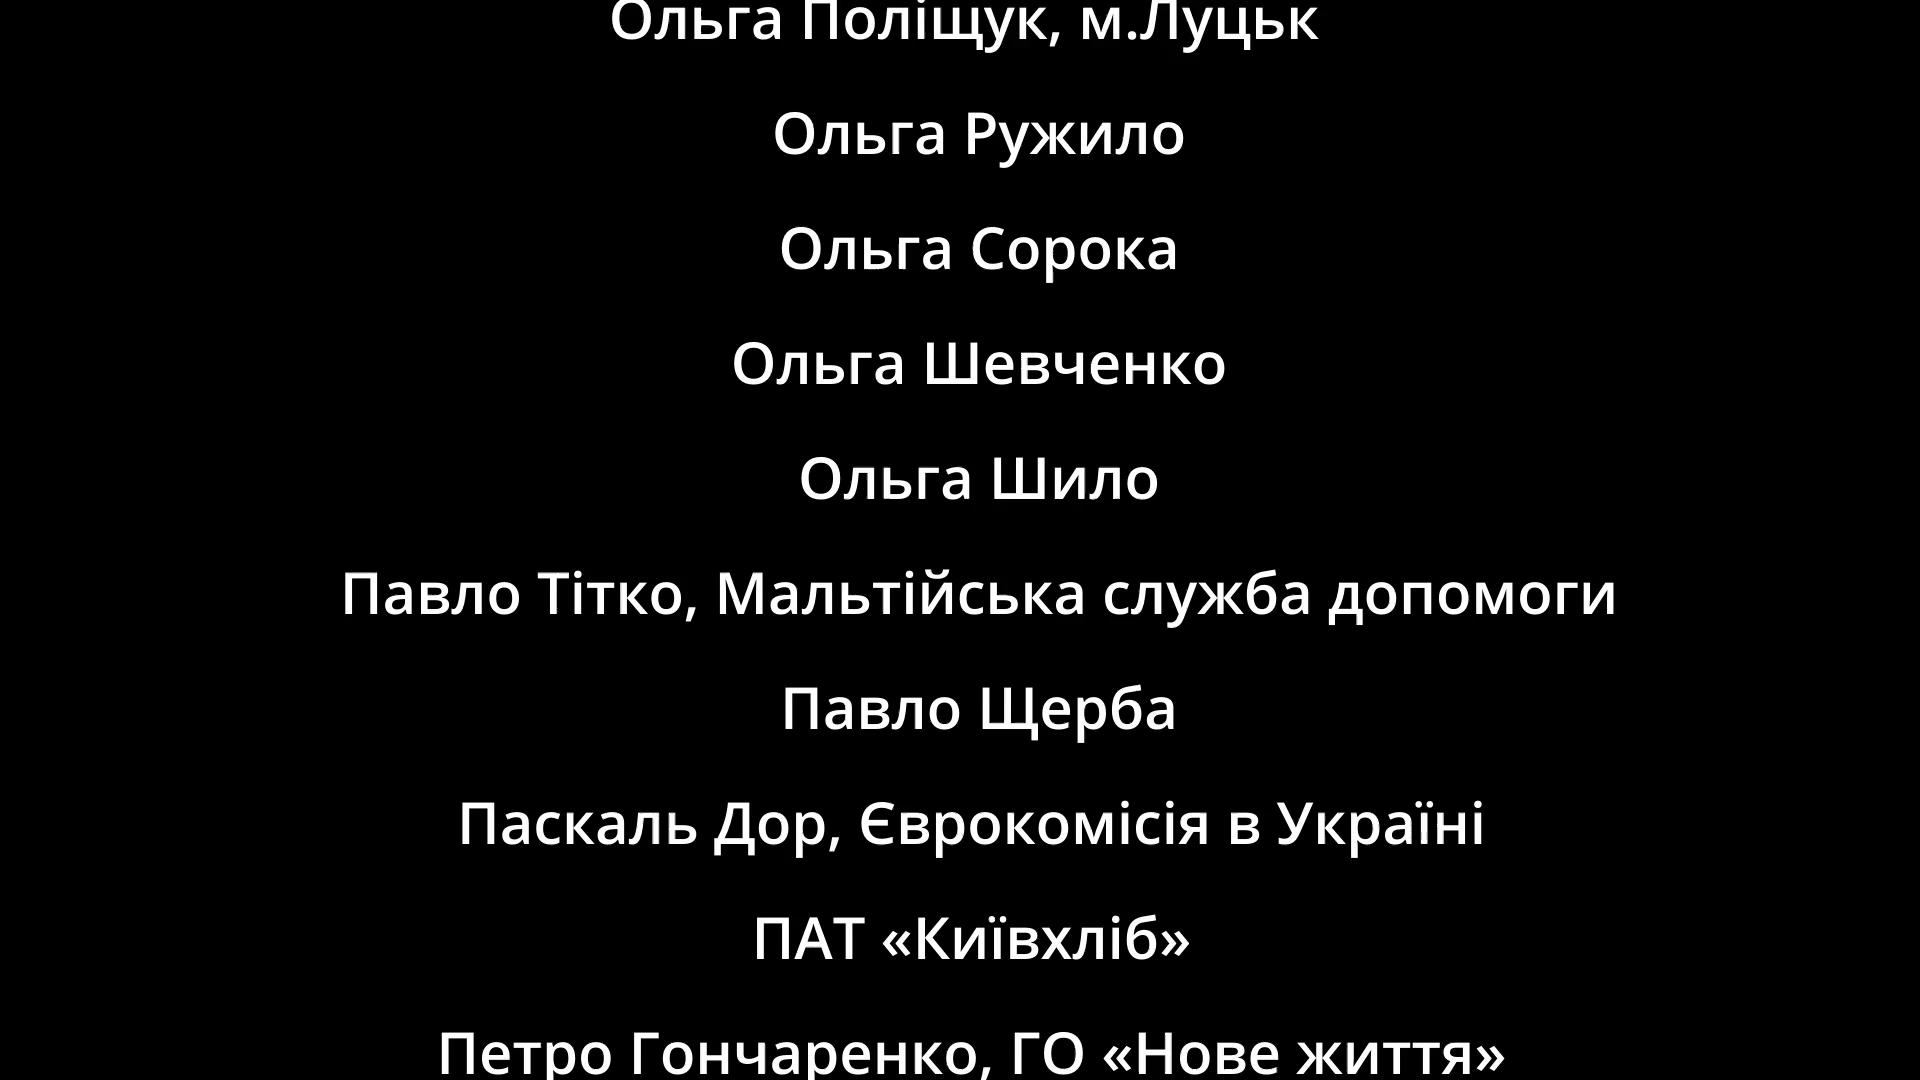 Ольга Поліщук, м.Луцьк
Ольга Ружило
Ольга Сорока
Ольга Шевченко
Ольга Шило
Павло Тітко, Мальтійська служба допомоги
Павло Щерба
Паскаль Дор, Єврокомісія в Україні
ПАТ «Київхліб»
Петро Гончаренко, ГО «Нове життя»